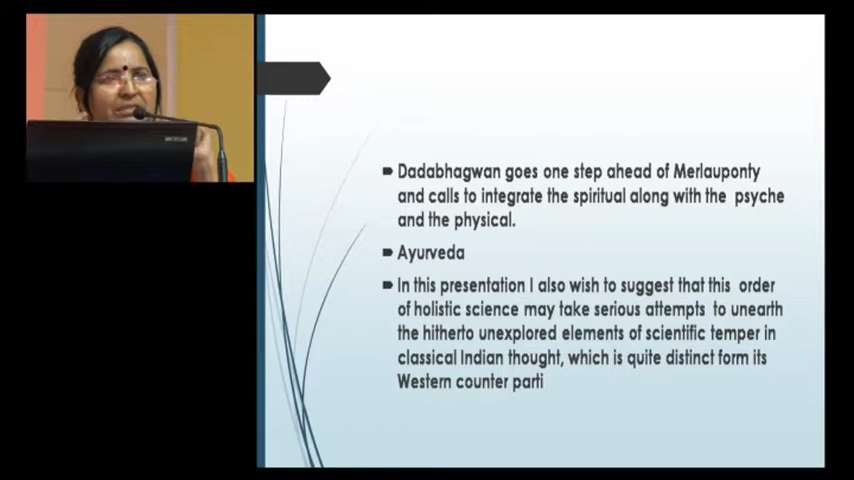 Dadabhagwan goes one step ahead of Merlauponty
and calls to integrate the spiritual along with the psyche
and the physical.
Ayurveda
In this presentation I also wish to suggest that this order
of holistic science may take serious attempts to unearth
the hitherto unexplored elements of scientific temper in
classical Indian thought, which is quite distinct form its
Western counter parti